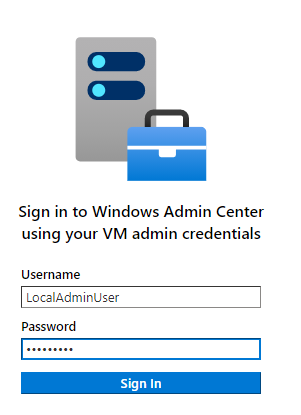 Sign in to Windows Admin Center
using your VM admin credentials
Username
LocalAdminUser
Password
•••••••••
Sign In